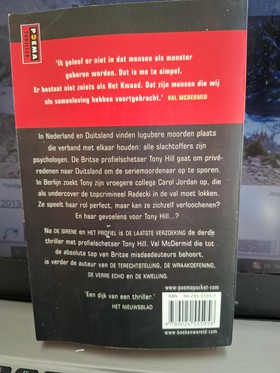 POEMA
POCKET
'Ik geloof er niet in dat mensen als monster
geboren worden. Dat is me te simpel.
Er bestaat niet zoiets als Het Kwaad. Dat zijn mensen die wij
als samenleving hebben voortgebracht.' VAL MCDERMID
In Nederland en Duitsland vinden lugubere moorden plaats
die verband met elkaar houden: alle slachtoffers zijn
psychologen. De Britse profielschetser Tony Hill gaat om privé-
redenen naar Duitsland om de seriemoordenaar op te sporen.
In Berlijn zoekt Tony zijn vroegere collega Carol Jordan op, die
als undercover de topcrimineel Radecki in de val moet lokken.
Ze speelt haar rol perfect, maar kan ze zichzelf verloochenen?
En haar gevoelens voor Tony Hill...?
Na DE SIRENE en HET PROFIEL is DE LAATSTE VERZOEKING de derde
thriller met profielschetser Tony Hill. Val McDermid die tot
de absolute top van Britse misdaadauteurs behoort,
is verder de auteur van DE TERECHTSTELLING, DE WRAAKOEFENING,
DE VERRE ECHO en DE KWELLING.
'Een dijk van een thriller.'
HET NIEUWSBLAD
www.poemapocket.com
ISBN
www.boekenwereld.com